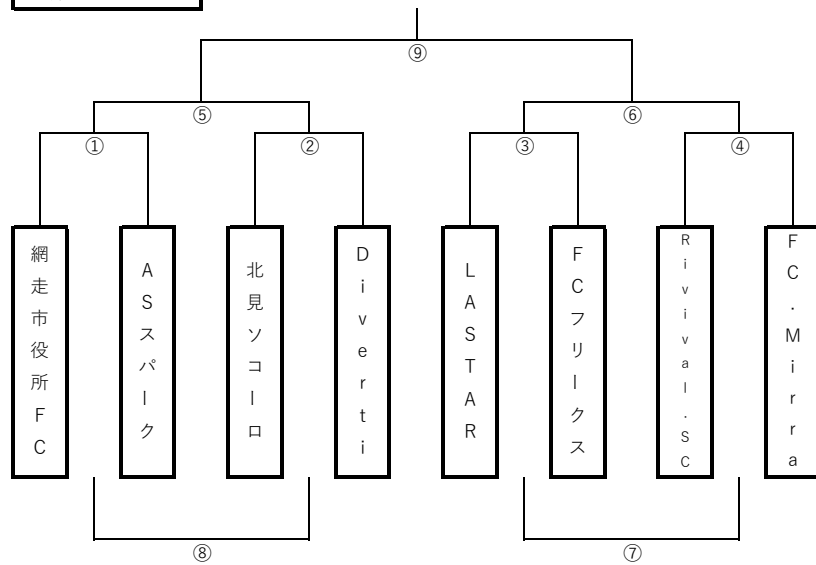 ⑨
⑤
⑥
①
②
③
④
網走市役所FC
ASスパーク
北見ソコーロ
Diverti
LASTAR
FCフリークス
Rivival.SC
FC.Mirra
⑧
⑦